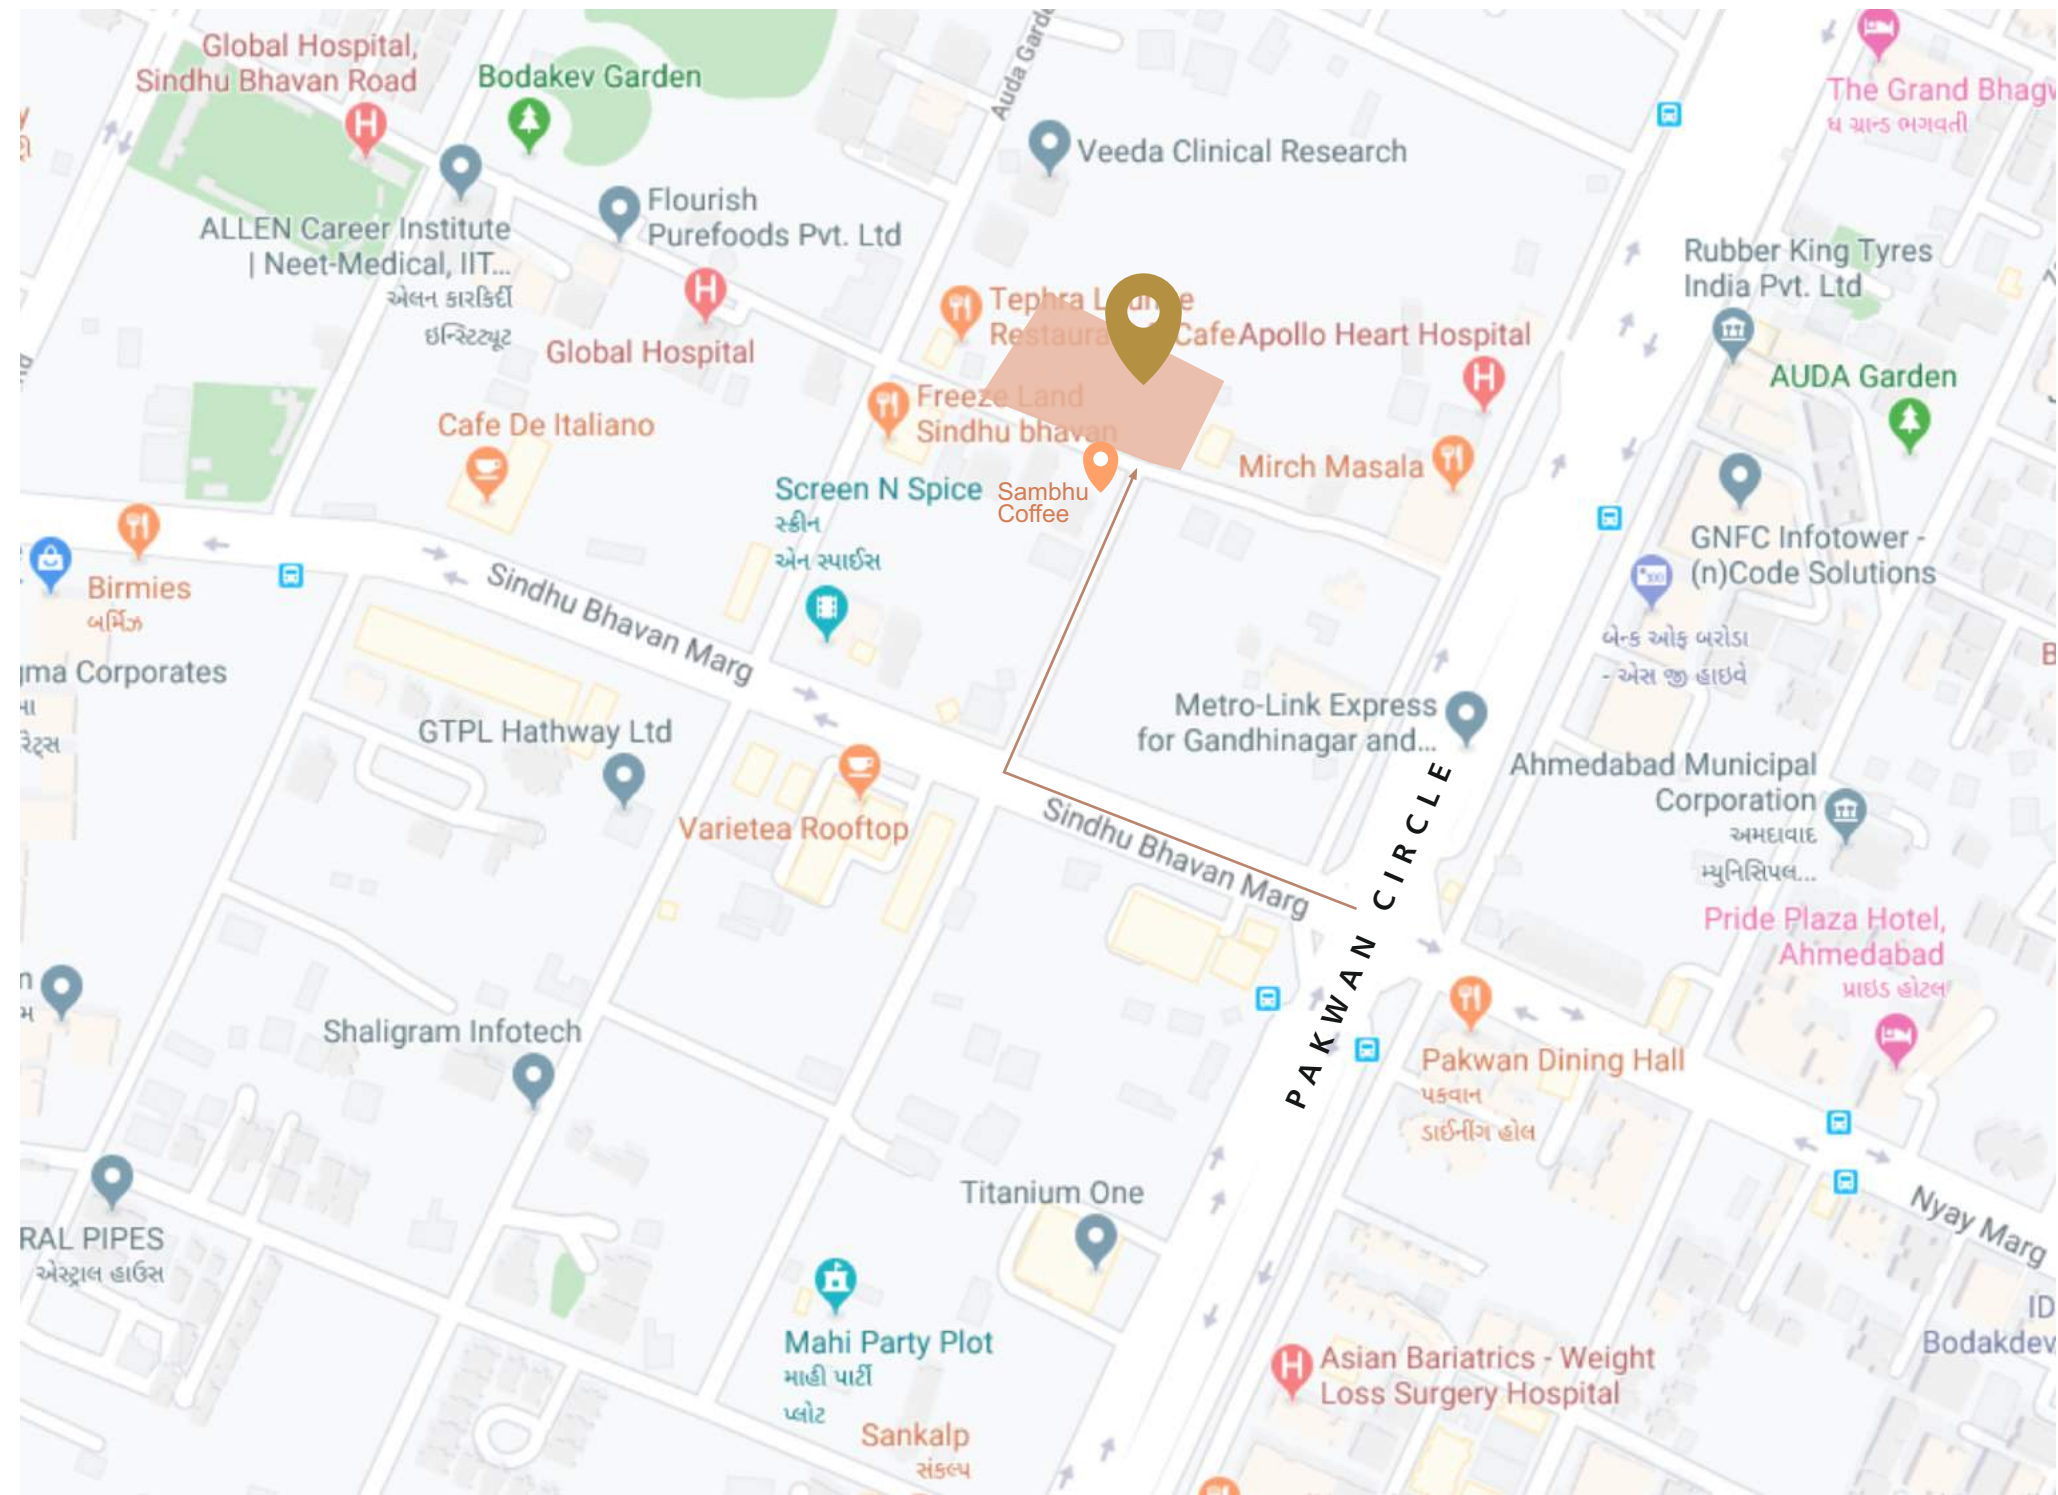 Global Hospital,
Sindhu Bhavan Road
Bodakev Garden
Auda Garde
The Grand Bhagv
ધ ગ્રાન્ડ ભગવતી
Veeda Clinical Research
Flourish
Purefoods Pvt. Ltd
ALLEN Career Institute
| Neet-Medical, IIT...
એલન કારકિર્દી
ઇન્સ્ટિટ્યૂટ
Global Hospital
Rubber King Tyres
India Pvt. Ltd
Tephra L
Restaura
Cafe
Apollo Heart Hospital
AUDA Garden
Freeze Land
Sindhu bhavan
Cafe De Italiano
Mirch Masala
Screen N Spice
સ્ક્રીન
એન સ્પાઈસ
Sambhu
Coffee
GNFC Infotower -
(n)Code Solutions
Birmies
બર્મિઝ
Sindhu Bhavan Marg
બેન્ક ઓફ બરોડા
- એસ જી હાઇવે
ma Corporates
Metro-Link Express
for Gandhinagar and...
GTPL Hathway Ltd
Ahmedabad Municipal
Corporation
અમદાવાદ
મ્યુનિસિપલ...
Varietea Rooftop
Sindhu Bhavan Marg
PAKWAN CIRCLE
Pride Plaza Hotel,
Ahmedabad
પ્રાઇડ હોટલ
Shaligram Infotech
Pakwan Dining Hall
પકવાન
ડાઈનીંગ હોલ
Titanium One
Nyay Marg
RAL PIPES
એસ્ટ્રાલ હાઉસ
Mahi Party Plot
માહી પાર્ટી
પ્લોટ
ID
Bodakdev
Asian Bariatrics - Weight
Loss Surgery Hospital
Sankalp
સંકલ્પ